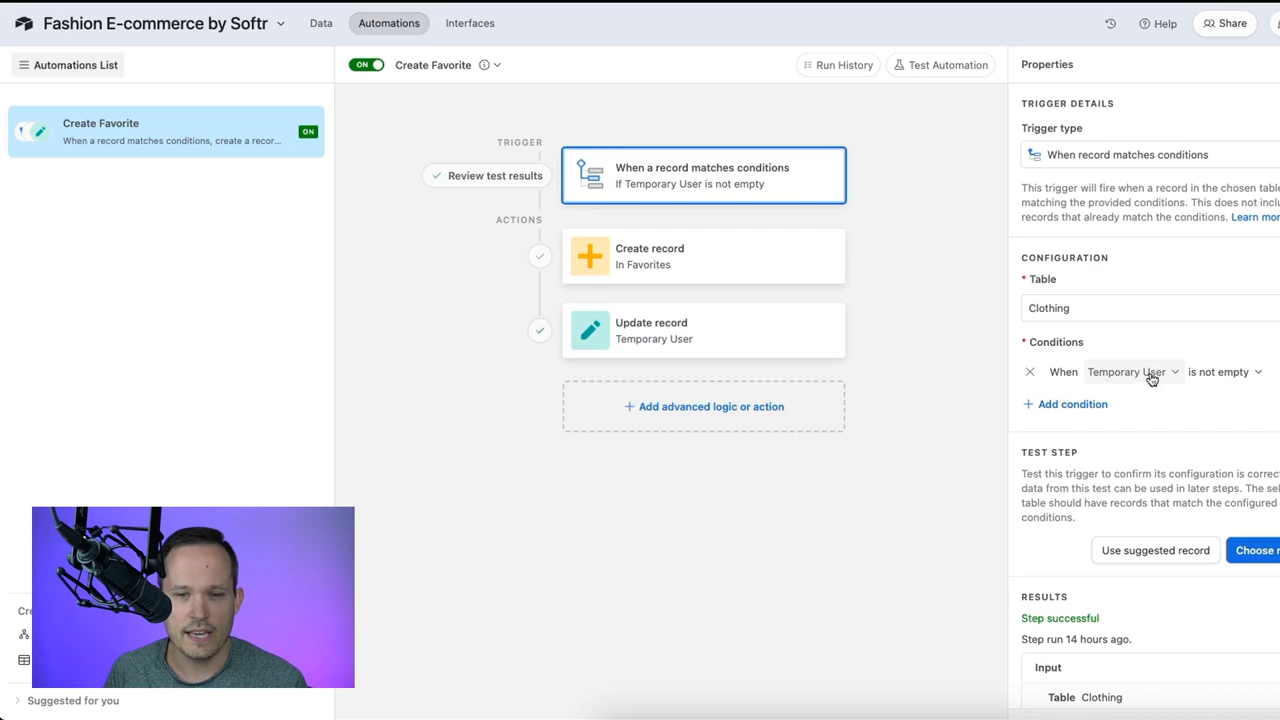 Fashion E-commerce by Softr
Data
Automations
Interfaces
Help
Share
Automations List
ON
Create Favorite
Run History
Test Automation
Properties
Create Favorite
When a record matches conditions, create a recor...
ON
TRIGGER
Review test results
When a record matches conditions
If Temporary User is not empty
ACTIONS
Create record
In Favorites
Update record
Temporary User
Add advanced logic or action
TRIGGER DETAILS
Trigger type
When record matches conditions
This trigger will fire when a record in the chosen table
matching the provided conditions. This does not inclu
records that already match the conditions. Learn mor
CONFIGURATION
* Table
Clothing
* Conditions
When Temporary User is not empty
Add condition
TEST STEP
Test this trigger to confirm its configuration is correc
data from this test can be used in later steps. The sel
table should have records that match the configured
conditions.
Use suggested record
Choose r
RESULTS
Step successful
Step run 14 hours ago.
Input
Table Clothing
Cre
Suggested for you